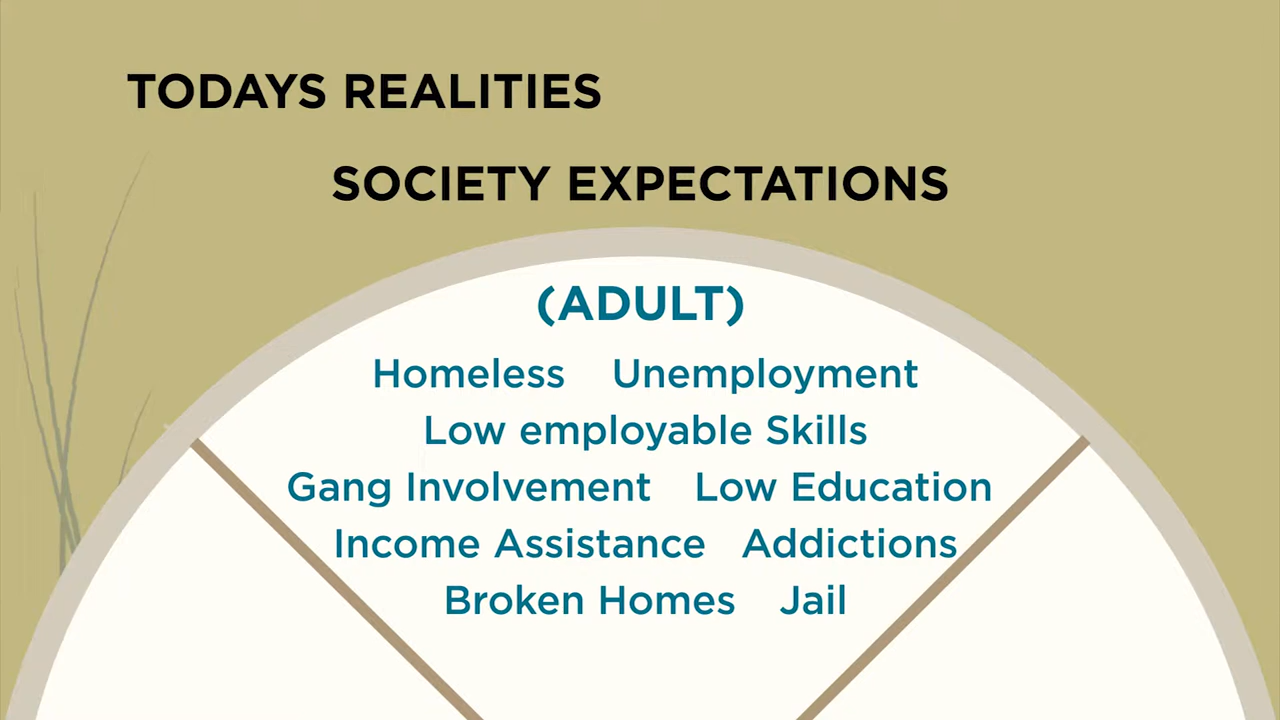 TODAYS REALITIES
SOCIETY EXPECTATIONS
(ADULT)
Homeless Unemployment
Low employable Skills
Gang Involvement Low Education
Income Assistance Addictions
Broken Homes Jail